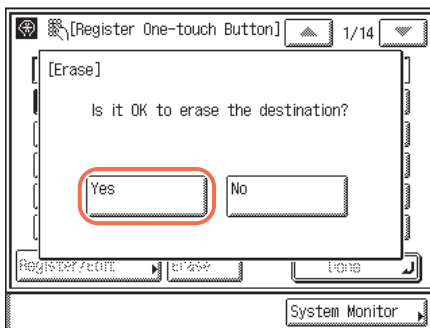 [Register One-touch Button] 1/14
[Erase]
Is it OK to erase the destination?
Yes No
Register/Edit Erase Done
System Monitor